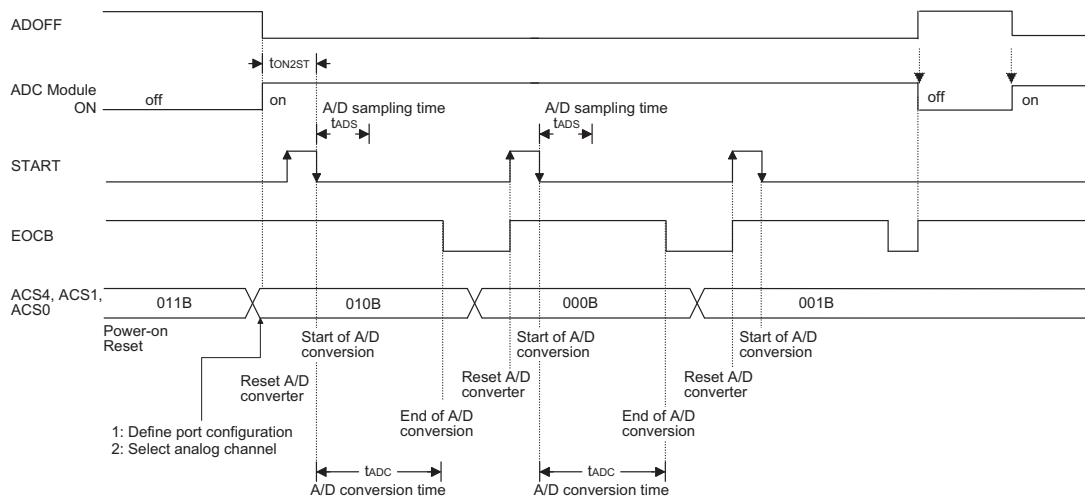 ADOFF
tON2ST
ADC Module
ON
off
on
off
on
A/D sampling time
tADS
A/D sampling time
tADS
START
EOCB
ACS4, ACS1,
ACS0
011B
010B
000B
001B
Power-on
Reset
Start of A/D
conversion
Start of A/D
conversion
Start of A/D
conversion
Reset A/D
converter
Reset A/D
converter
Reset A/D
converter
End of A/D
conversion
End of A/D
conversion
1: Define port configuration
2: Select analog channel
tADC
A/D conversion time
tADC
A/D conversion time